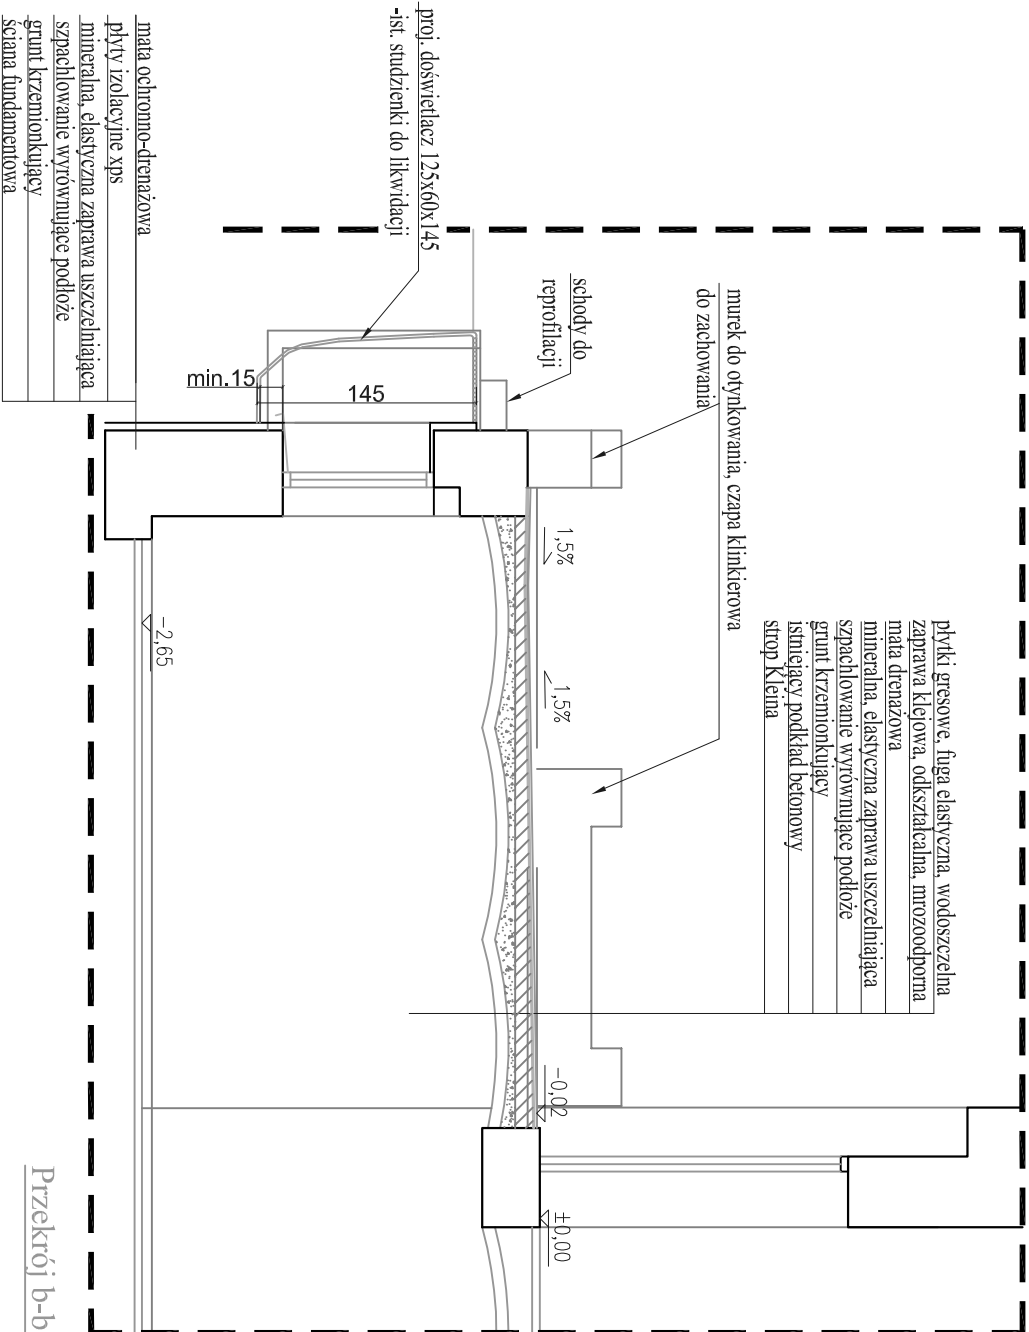 płytki gresowe, fuga elastyczna, wodoszczelna
zaprawa klejowa, odkształcalna, mrozoodporna
mata drenażowa
mineralna, elastyczna zaprawa uszczelniająca
szpachlowanie wyrównujące podłoże
grunt krzemionkujący
istniejący podkład betonowy
strop Kleina
murek do otynkowania, czapa klinkierowa
do zachowania
schody do
reprofilacji
proj. doświetlacz 125x60x145
-ist. studzienki do likwidacji
mata ochronno-drenażowa
płyty izolacyjne xps
mineralna, elastyczna zaprawa uszczelniająca
szpachlowanie wyrównujące podłoże
grunt krzemionkujący
ściana fundamentowa
min.15
145
1,5%
1,5%
-0,02
±0,00
-2,65
Przekrój b-b